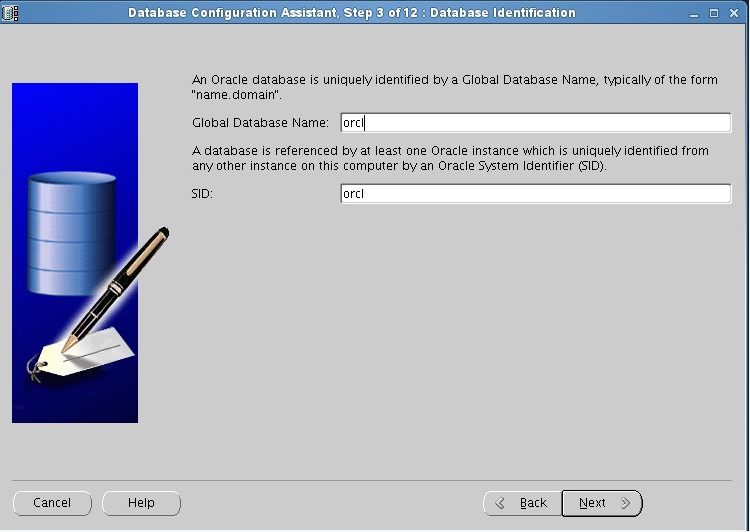 Database Configuration Assistant, Step 3 of 12 : Database Identification
An Oracle database is uniquely identified by a Global Database Name, typically of the form
"name.domain".
Global Database Name: orcl
A database is referenced by at least one Oracle instance which is uniquely identified from
any other instance on this computer by an Oracle System Identifier (SID).
SID: orcl
Cancel Help Back Next